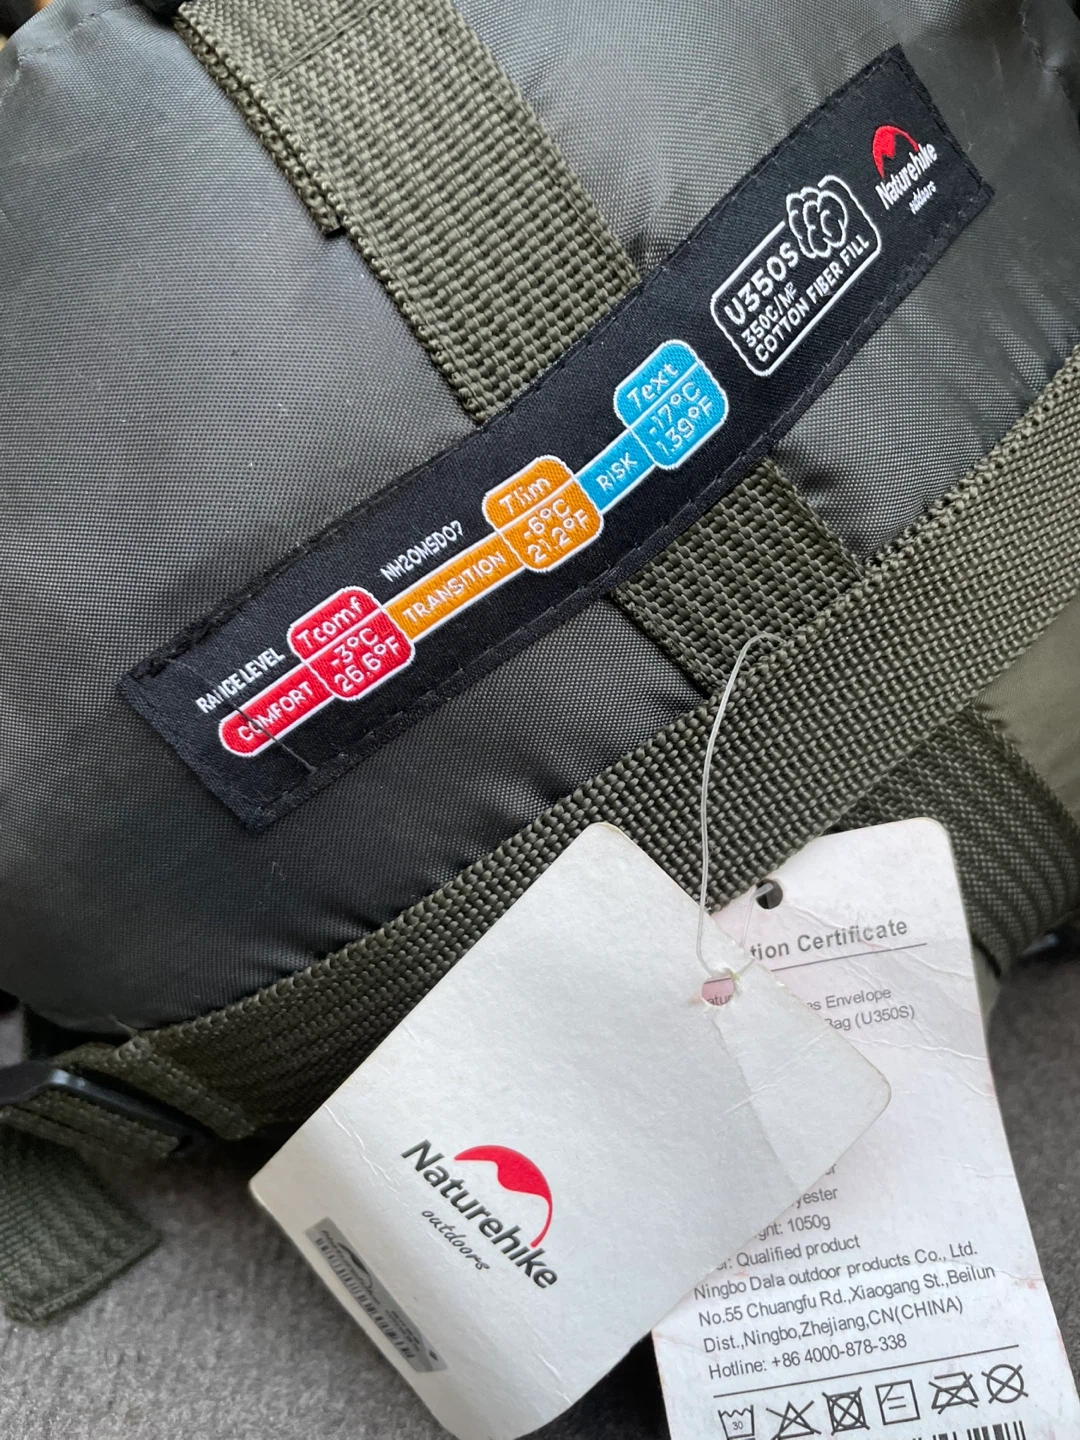 Naturehike
outdoors
U350S
350G/M²
COTTON FIBER FILL
Text
-17°C
1.39°F
RISK
Tlim
-6°C
21.2°F
TRANSITION
NH20MSD07
Tcomf
-3°C
26.6°F
COMFORT
RANGE LEVEL
tion Certificate
es Envelope
Bag (U350S)
atur
yester
ght: 1050g
Qualified product
Ningbo Dala outdoor products Co., Ltd.
No.55 Chuangfu Rd.,Xiaogang St.,Beilun
Dist.,Ningbo,Zhejiang,CN(CHINA)
Hotline: +86 4000-878-338
30
Naturehike
outdoors